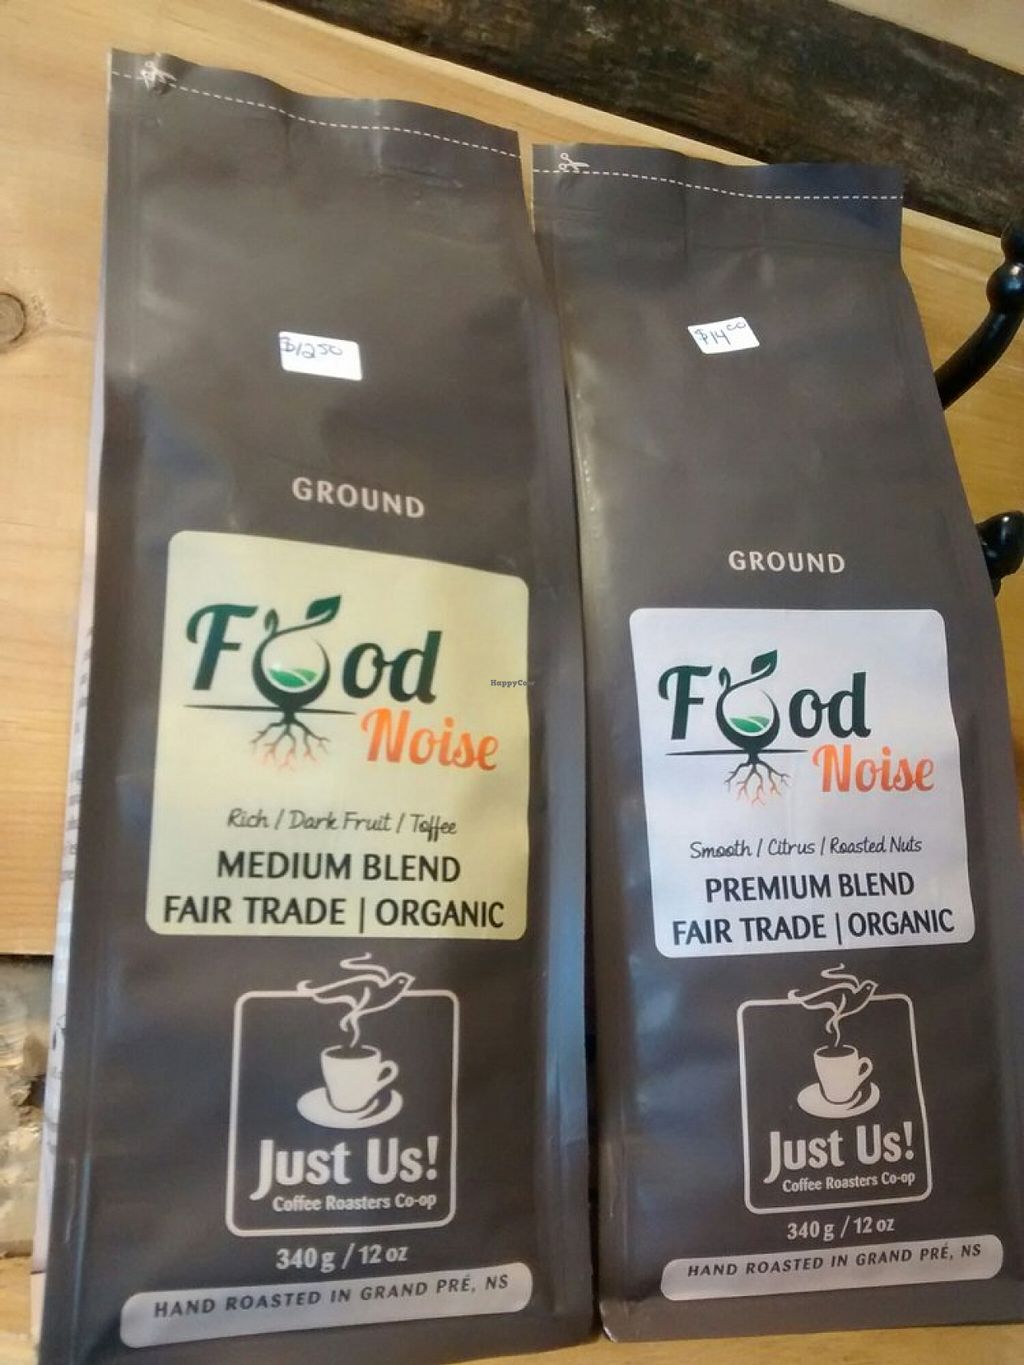 $12.50
GROUND
Food
Noise
Rich / Dark Fruit / Toffee
MEDIUM BLEND
FAIR TRADE | ORGANIC
Just Us!
Coffee Roasters Co-op
340 g / 12 oz
HAND ROASTED IN GRAND PRÉ, NS
$14.00
GROUND
Food
Noise
Smooth / Citrus / Roasted Nuts
PREMIUM BLEND
FAIR TRADE | ORGANIC
Just Us!
Coffee Roasters Co-op
340 g / 12 oz
HAND ROASTED IN GRAND PRÉ, NS
HappyCow